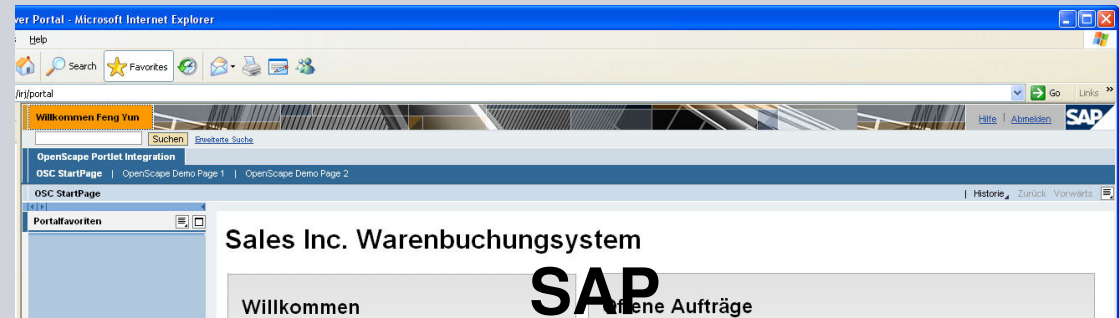 ver Portal - Microsoft Internet Explorer
Help
Search Favorites
/irj/portal
Go Links »
Willkommen Feng Yun
Hilfe | Abmelden SAP
Suchen Erweiterte Suche
OpenScape Portlet Integration
OSC StartPage | OpenScape Demo Page 1 | OpenScape Demo Page 2
OSC StartPage
| Historie Zurück Vorwärts
Portalfavoriten
Sales Inc. Warenbuchungsystem
SAP
Willkommen
Offene Aufträge